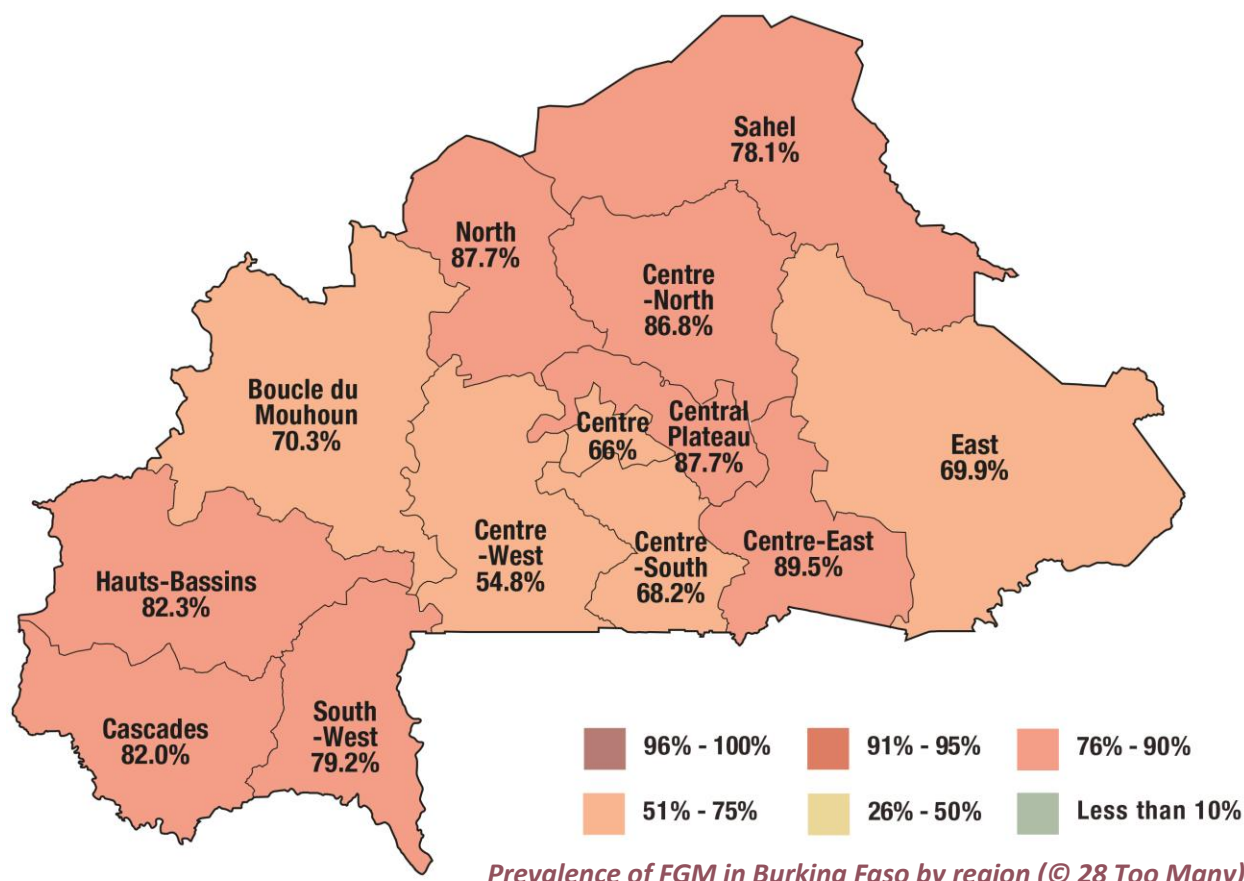 Sahel
78.1%
North
87.7%
Centre
-North
86.8%
Boucle du
Mouhoun
70.3%
Centre
66%
Central
Plateau
87.7%
East
69.9%
Centre
-West
54.8%
Centre
-South
68.2%
Centre-East
89.5%
Hauts-Bassins
82.3%
Cascades
82.0%
South
-West
79.2%
96% - 100%
91% - 95%
76% - 90%
51% - 75%
26% - 50%
Less than 10%
Prevalence of FGM in Burkina Faso by region (© 28 Too Many)